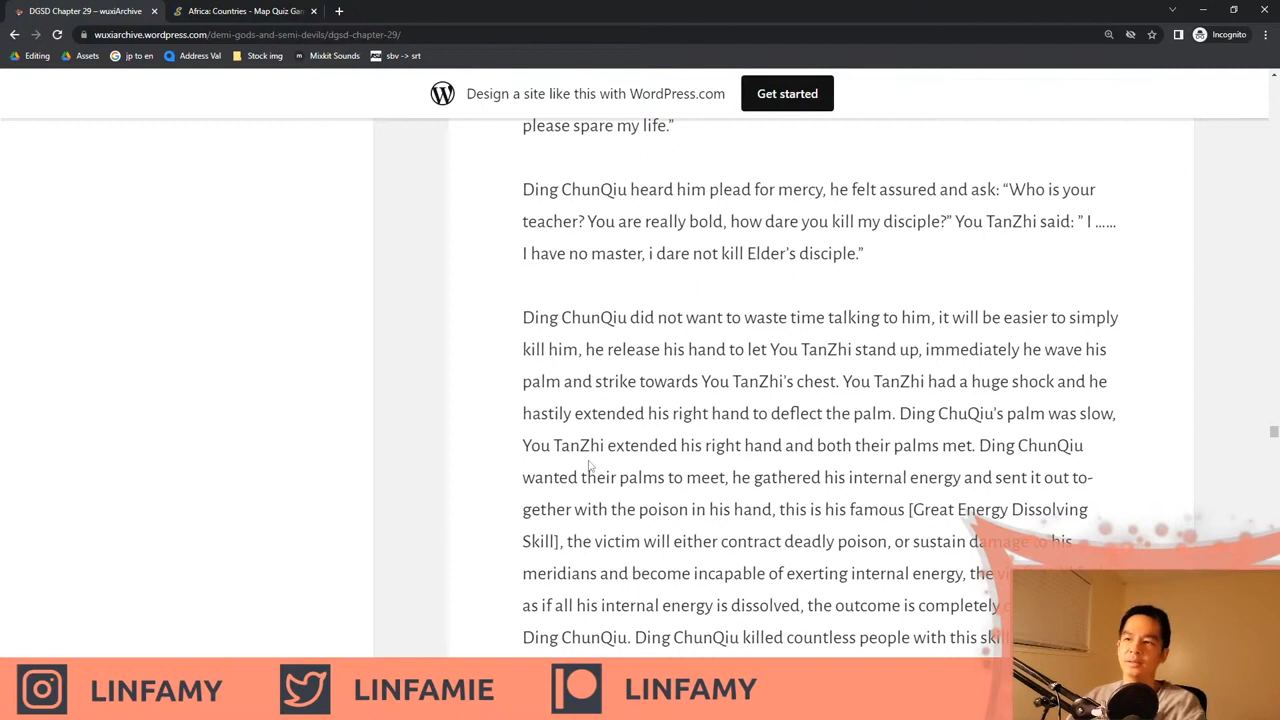 DGSD Chapter 29 – wuxiArchive
Africa: Countries - Map Quiz Gam
wuxiarchive.wordpress.com/demi-gods-and-semi-devils/dgsd-chapter-29/
Incognito
Editing
Assets
jp to en
Address Val
Stock img
Mixkit Sounds
sbv -> srt
Design a site like this with WordPress.com
Get started
please spare my life.”
Ding ChunQiu heard him plead for mercy, he felt assured and ask: “Who is your
teacher? You are really bold, how dare you kill my disciple?” You TanZhi said: ” I ……
I have no master, i dare not kill Elder’s disciple.”
Ding ChunQiu did not want to waste time talking to him, it will be easier to simply
kill him, he release his hand to let You TanZhi stand up, immediately he wave his
palm and strike towards You TanZhi’s chest. You TanZhi had a huge shock and he
hastily extended his right hand to deflect the palm. Ding ChuQiu’s palm was slow,
You TanZhi extended his right hand and both their palms met. Ding ChunQiu
wanted their palms to meet, he gathered his internal energy and sent it out to-
gether with the poison in his hand, this is his famous [Great Energy Dissolving
Skill], the victim will either contract deadly poison, or sustain damage to his
meridians and become incapable of exerting internal energy, the
as if all his internal energy is dissolved, the outcome is completely
Ding ChunQiu. Ding ChunQiu killed countless people with this
LINFAMY
LINFAMIE
LINFAMY